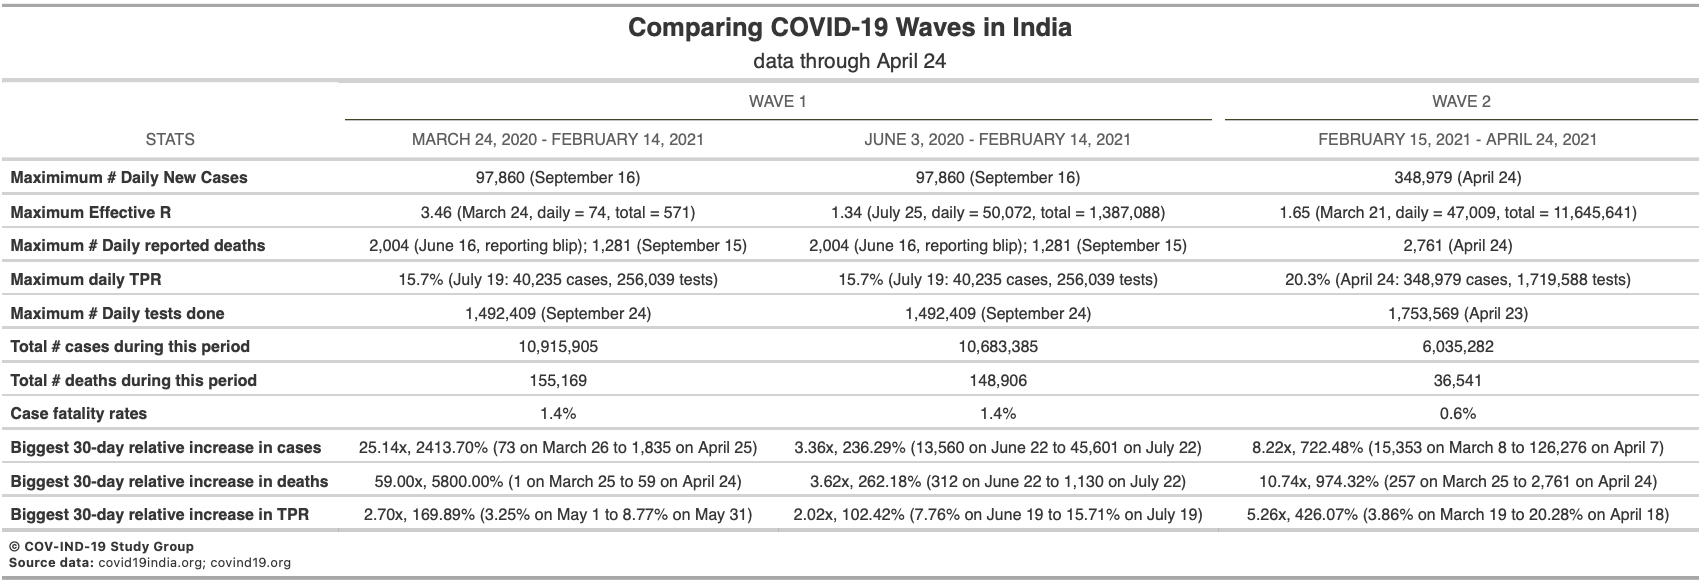 Comparing COVID-19 Waves in India
data through April 24
WAVE 1 WAVE 2
STATS MARCH 24, 2020 - FEBRUARY 14, 2021 JUNE 3, 2020 - FEBRUARY 14, 2021 FEBRUARY 15, 2021 - APRIL 24, 2021
Maximimum # Daily New Cases 97,860 (September 16) 97,860 (September 16) 348,979 (April 24)
Maximum Effective R 3.46 (March 24, daily = 74, total = 571) 1.34 (July 25, daily = 50,072, total = 1,387,088) 1.65 (March 21, daily = 47,009, total = 11,645,641)
Maximum # Daily reported deaths 2,004 (June 16, reporting blip); 1,281 (September 15) 2,004 (June 16, reporting blip); 1,281 (September 15) 2,761 (April 24)
Maximum daily TPR 15.7% (July 19: 40,235 cases, 256,039 tests) 15.7% (July 19: 40,235 cases, 256,039 tests) 20.3% (April 24: 348,979 cases, 1,719,588 tests)
Maximum # Daily tests done 1,492,409 (September 24) 1,492,409 (September 24) 1,753,569 (April 23)
Total # cases during this period 10,915,905 10,683,385 6,035,282
Total # deaths during this period 155,169 148,906 36,541
Case fatality rates 1.4% 1.4% 0.6%
Biggest 30-day relative increase in cases 25.14x, 2413.70% (73 on March 26 to 1,835 on April 25) 3.36x, 236.29% (13,560 on June 22 to 45,601 on July 22) 8.22x, 722.48% (15,353 on March 8 to 126,276 on April 7)
Biggest 30-day relative increase in deaths 59.00x, 5800.00% (1 on March 25 to 59 on April 24) 3.62x, 262.18% (312 on June 22 to 1,130 on July 22) 10.74x, 974.32% (257 on March 25 to 2,761 on April 24)
Biggest 30-day relative increase in TPR 2.70x, 169.89% (3.25% on May 1 to 8.77% on May 31) 2.02x, 102.42% (7.76% on June 19 to 15.71% on July 19) 5.26x, 426.07% (3.86% on March 19 to 20.28% on April 18)
© COV-IND-19 Study Group
Source data: covid19india.org; covind19.org